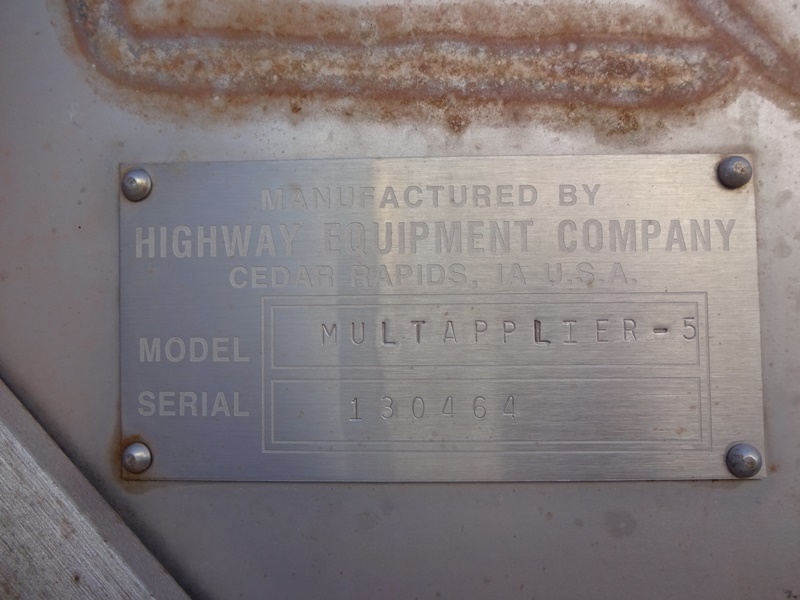 MANUFACTURED BY
HIGHWAY EQUIPMENT COMPANY
CEDAR RAPIDS, IA U.S.A.
MODEL MULTAPPLIER-5
SERIAL 130464